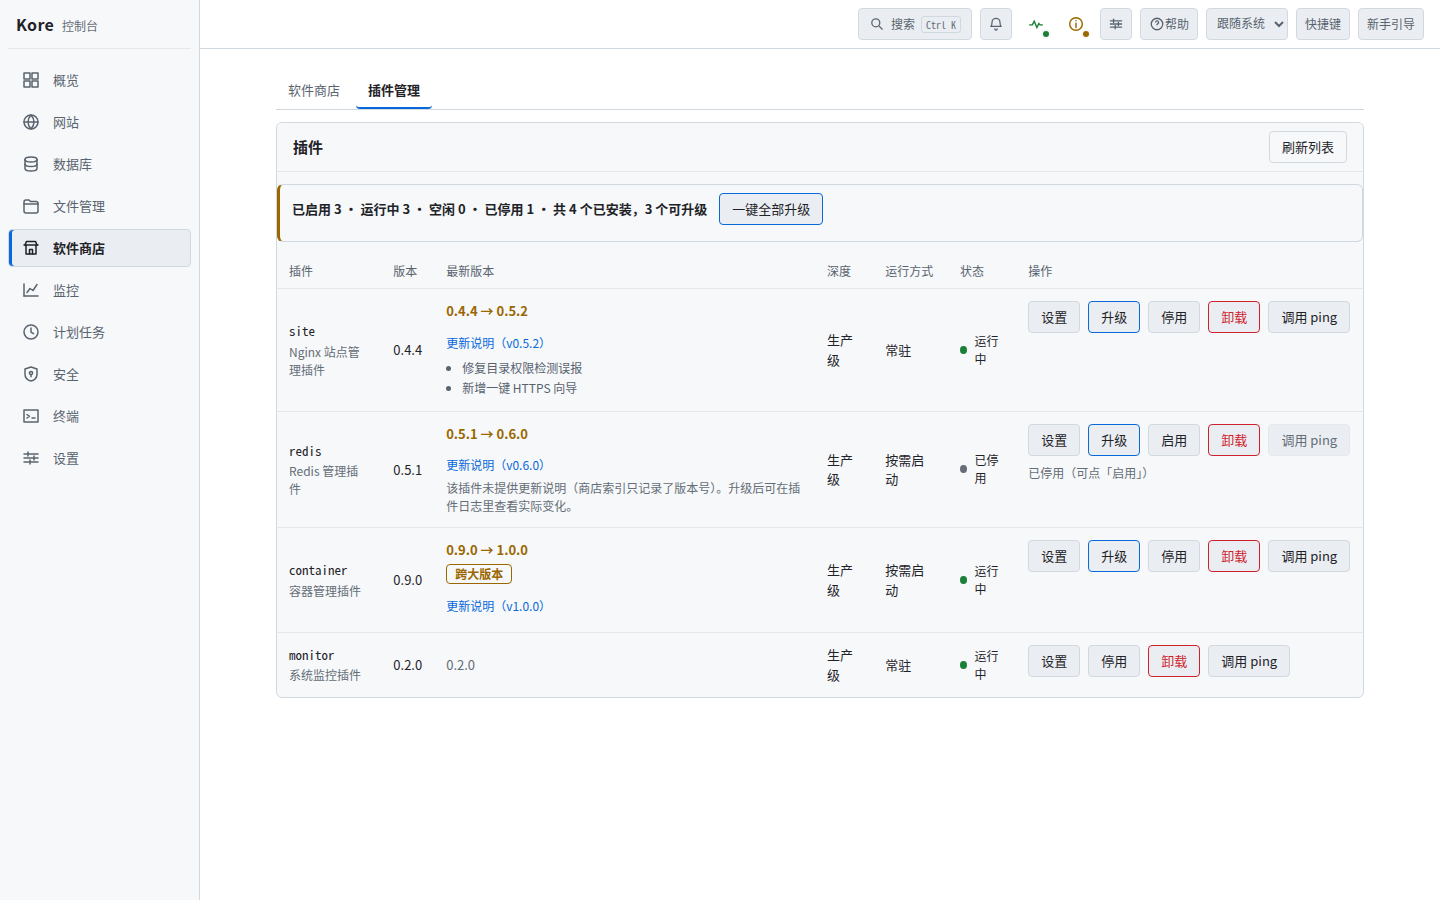 Kore 控制台
搜索 Ctrl K
帮助
跟随系统
快捷键
新手引导
概览
网站
数据库
文件管理
软件商店
监控
计划任务
安全
终端
设置
软件商店 插件管理
插件 刷新列表
已启用 3 · 运行中 3 · 空闲 0 · 已停用 1 · 共 4 个已安装，3 个可升级 一键全部升级
插件 版本 最新版本 深度 运行方式 状态 操作
site
Nginx 站点管
理插件
0.4.4
0.4.4 → 0.5.2
更新说明（v0.5.2）
修复目录权限检测误报
新增一键 HTTPS 向导
生产
级
常驻
运行
中
设置 升级 停用 卸载 调用 ping
redis
Redis 管理插
件
0.5.1
0.5.1 → 0.6.0
更新说明（v0.6.0）
该插件未提供更新说明（商店索引只记录了版本号）。升级后可在插
件日志里查看实际变化。
生产
级
按需启
动
已停
用
设置 升级 启用 卸载 调用 ping
已停用（可点「启用」）
container
容器管理插件
0.9.0
0.9.0 → 1.0.0
跨大版本
更新说明（v1.0.0）
生产
级
按需启
动
运行
中
设置 升级 停用 卸载 调用 ping
monitor
系统监控插件
0.2.0
0.2.0
生产
级
常驻
运行
中
设置 停用 卸载 调用 ping